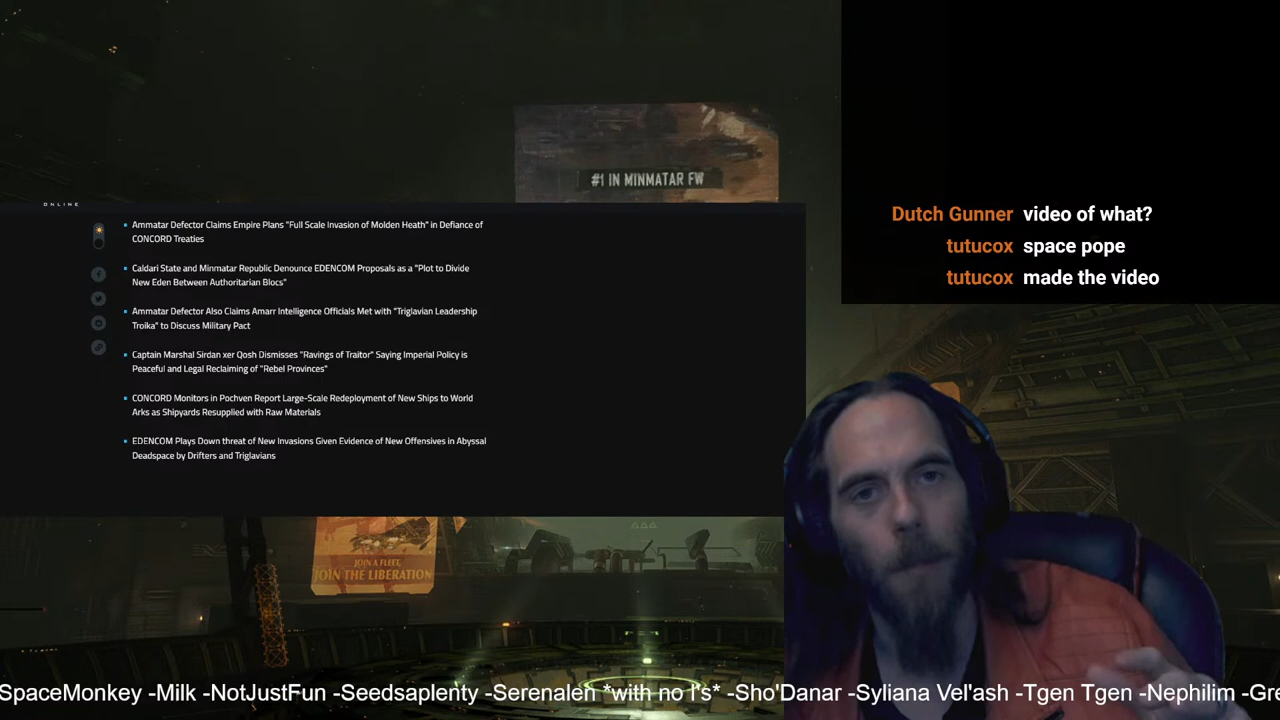 #1 IN MINMATAR FW
ONLINE
Ammatar Defector Claims Empire Plans "Full Scale Invasion of Molden Heath" in Defiance of
CONCORD Treaties
Caldari State and Minmatar Republic Denounce EDENCOM Proposals as a "Plot to Divide
New Eden Between Authoritarian Blocs"
Ammatar Defector Also Claims Amarr Intelligence Officials Met with "Triglavian Leadership
Troika" to Discuss Military Pact
Captain Marshal Sirdan xer Qosh Dismisses "Ravings of Traitor" Saying Imperial Policy is
Peaceful and Legal Reclaiming of "Rebel Provinces"
CONCORD Monitors in Pochven Report Large-Scale Redeployment of New Ships to World
Arks as Shipyards Resupplied with Raw Materials
EDENCOM Plays Down threat of New Invasions Given Evidence of New Offensives in Abyssal
Deadspace by Drifters and Triglavians
Dutch Gunner video of what?
tutucox space pope
tutucox made the video
JOIN A FLEET,
JOIN THE LIBERATION
SpaceMonkey -Milk -NotJustFun -Seedsaplenty -Serenalen *with no I's* -Sho'Danar -Syliana Vel'ash -Tgen Tgen -Nephilim -Gre